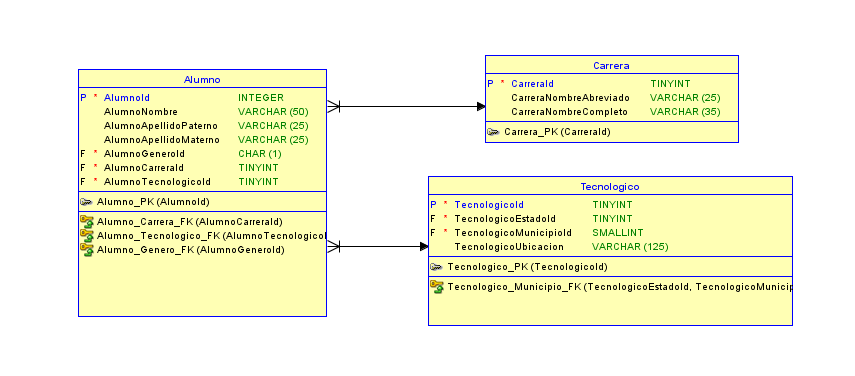 Alumno
P * AlumnoId INTEGER
AlumnoNombre VARCHAR (50)
AlumnoApellidoPaterno VARCHAR (25)
AlumnoApellidoMaterno VARCHAR (25)
F * AlumnoGeneroId CHAR (1)
F * AlumnoCarreraId TINYINT
F * AlumnoTecnologicoId TINYINT
Alumno_PK (AlumnoId)
Alumno_Carrera_FK (AlumnoCarreraId)
Alumno_Tecnologico_FK (AlumnoTecnologicoI
Alumno_Genero_FK (AlumnoGeneroId)
Carrera
P * CarreraId TINYINT
CarreraNombreAbreviado VARCHAR (25)
CarreraNombreCompleto VARCHAR (35)
Carrera_PK (CarreraId)
Tecnologico
P * TecnologicoId TINYINT
F * TecnologicoEstadoId TINYINT
F * TecnologicoMunicipioId SMALLINT
TecnologicoUbicacion VARCHAR (125)
Tecnologico_PK (TecnologicoId)
Tecnologico_Municipio_FK (TecnologicoEstadoId, TecnologicoMunicip